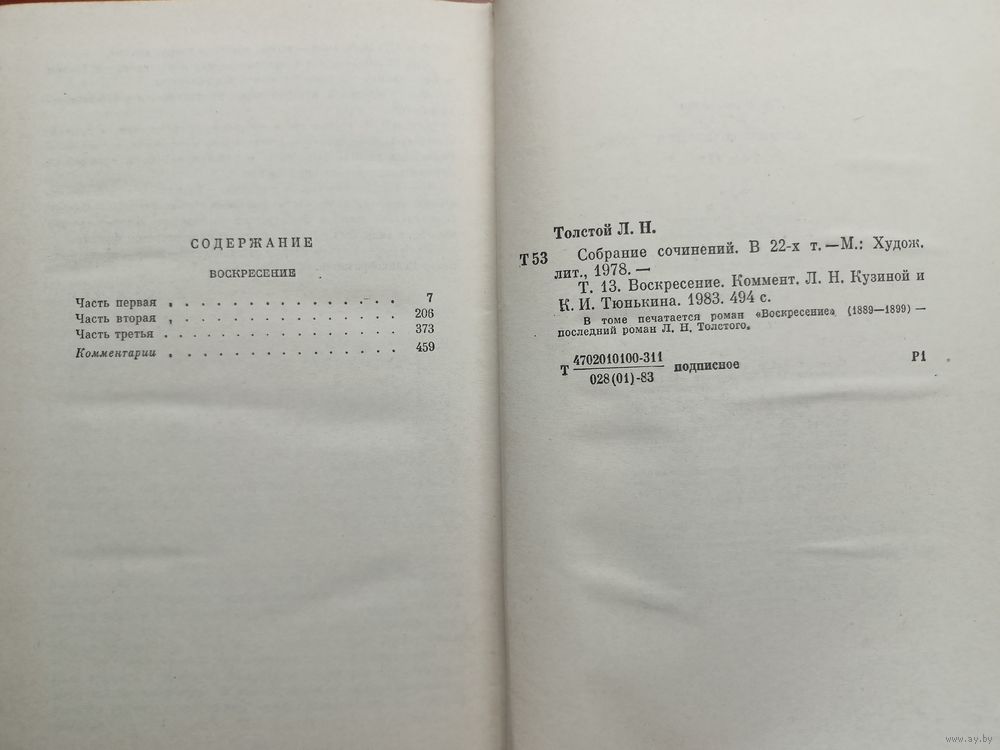 СОДЕРЖАНИЕ
ВОСКРЕСЕНИЕ
Часть первая . . . . . . . . . . . . . . 7
Часть вторая . . . . . . . . . . . . . . 206
Часть третья . . . . . . . . . . . . . . 373
Комментарии . . . . . . . . . . . . . . 459
Толстой Л. Н.
Т53 Собрание сочинений. В 22-х т. — М.: Худож.
лит., 1978. —
Т. 13. Воскресение. Коммент. Л. Н. Кузиной и
К. И. Тюнькина. 1983. 494 с.
В томе печатается роман «Воскресение» (1889—1899) —
последний роман Л. Н. Толстого.
Т 4702010100-311 подписное Р1
028(01)-83
www.ay.by